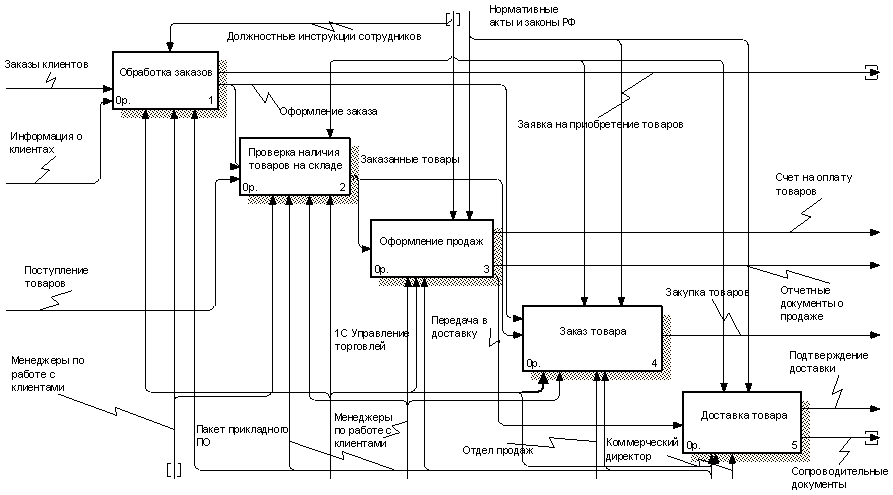 Нормативные
акты и законы РФ
Должностные инструкции сотрудников
Заказы клиентов
Обработка заказов
0р.
1
Оформление заказа
Заявка на приобретение товаров
Информация о
клиентах
Проверка наличия
товаров на складе
0р.
2
Заказанные товары
Счет на оплату
товаров
Оформление продаж
0р.
3
Поступление
товаров
Закупка товаров
Отчетные
документы о
продаже
1С Управление
торговлей
Передача в
доставку
Заказ товара
0р.
4
Менеджеры по
работе с
клиентами
Подтверждение
доставки
Пакет прикладного
ПО
Менеджеры
по работе с
клиентами
Отдел продаж
Коммерческий
директор
Доставка товара
0р.
5
Сопроводительные
документы